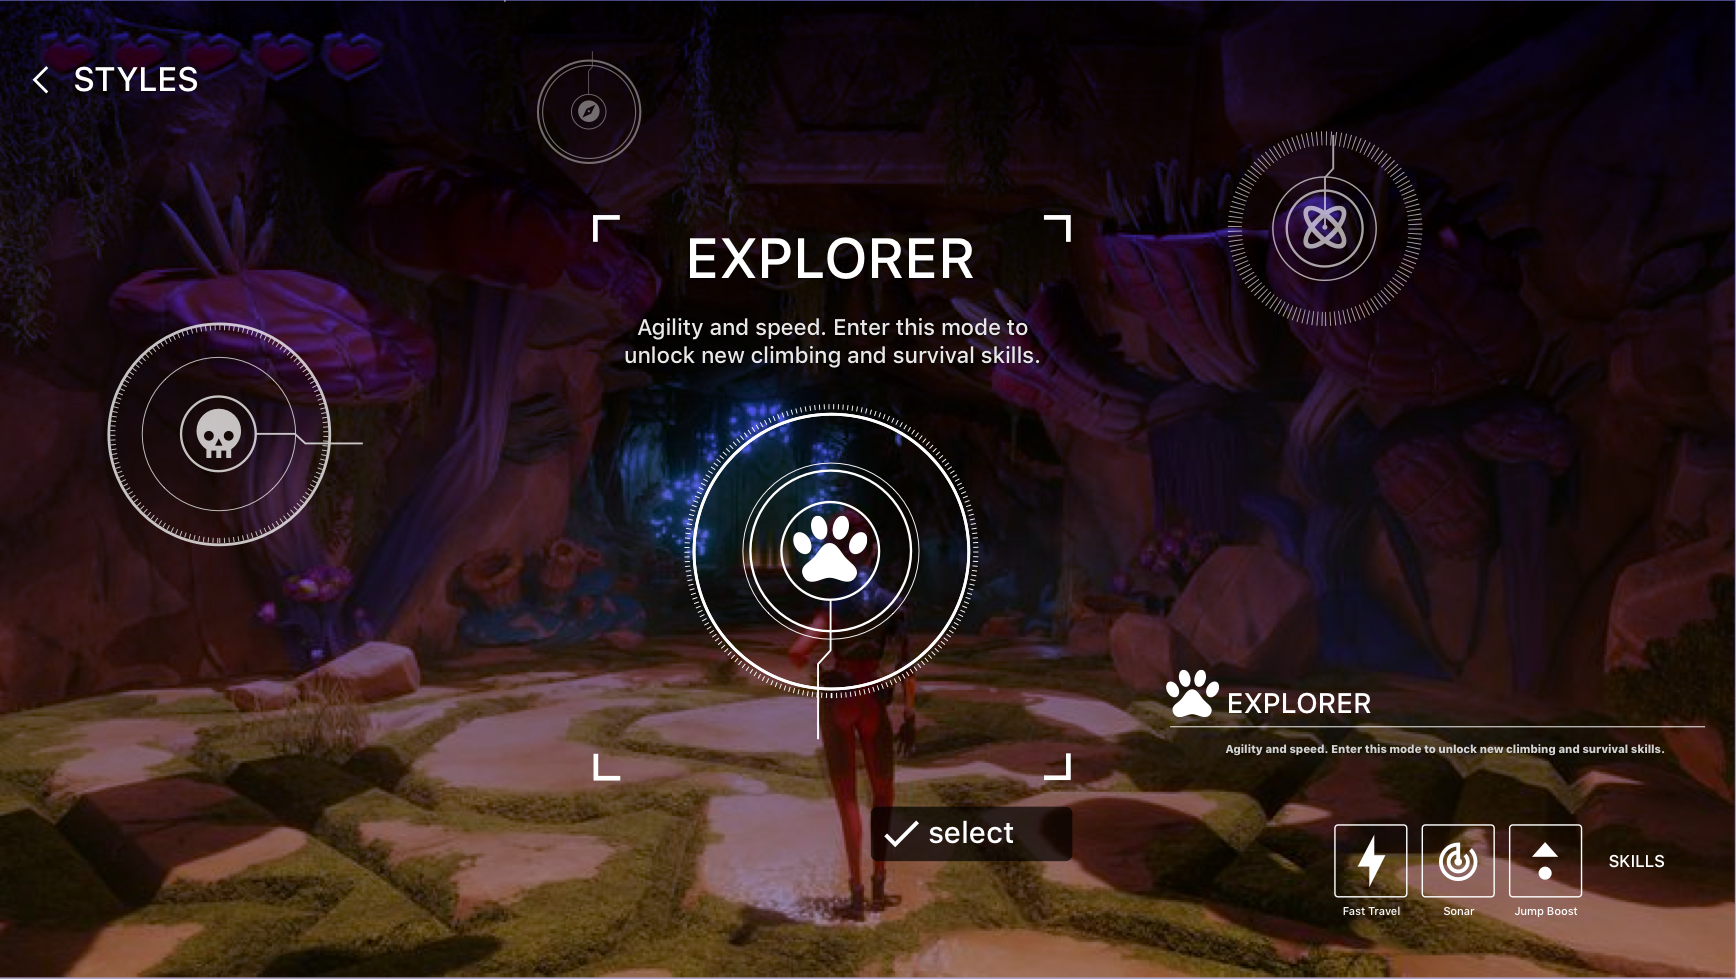 STYLES
EXPLORER
Agility and speed. Enter this mode to
unlock new climbing and survival skills.
EXPLORER
Agility and speed. Enter this mode to unlock new climbing and survival skills.
select
SKILLS
Fast Travel
Sonar
Jump Boost